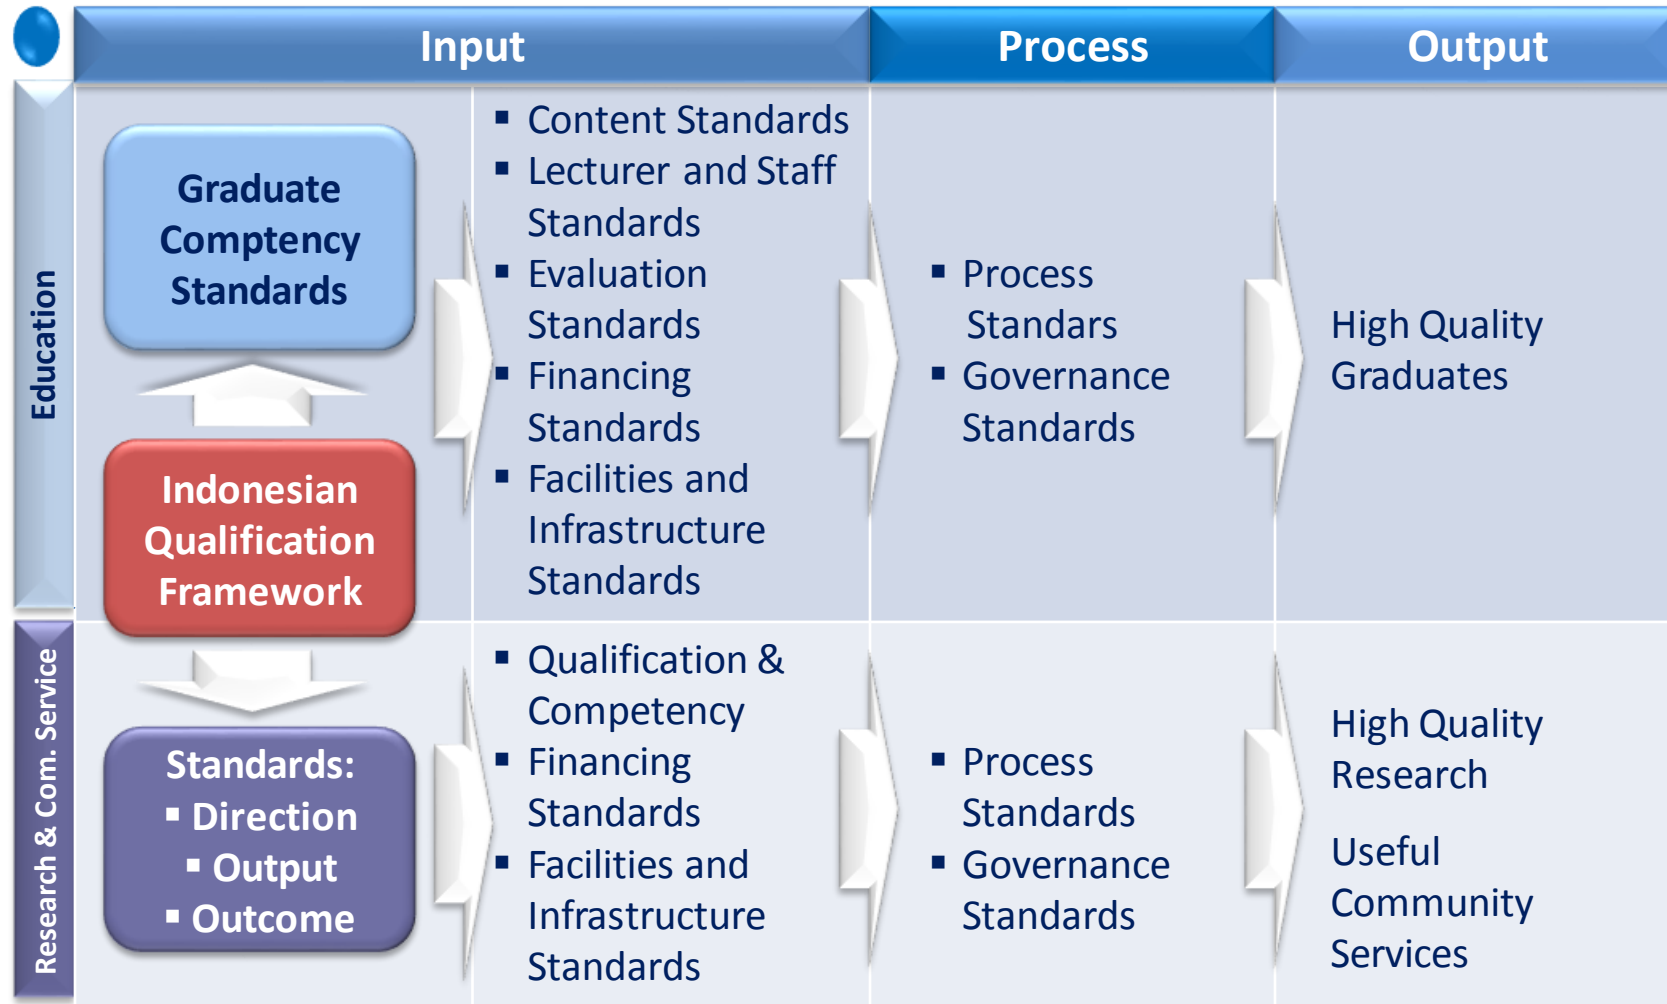 Input
Process
Output
Education
Graduate
Comptency
Standards
Indonesian
Qualification
Framework
▪ Content Standards
▪ Lecturer and Staff
Standards
▪ Evaluation
Standards
▪ Financing
Standards
▪ Facilities and
Infrastructure
Standards
▪ Process
Standars
▪ Governance
Standards
High Quality
Graduates
Research & Com. Service
Standards:
▪ Direction
▪ Output
▪ Outcome
▪ Qualification &
Competency
▪ Financing
Standards
▪ Facilities and
Infrastructure
Standards
▪ Process
Standards
▪ Governance
Standards
High Quality
Research
Useful
Community
Services